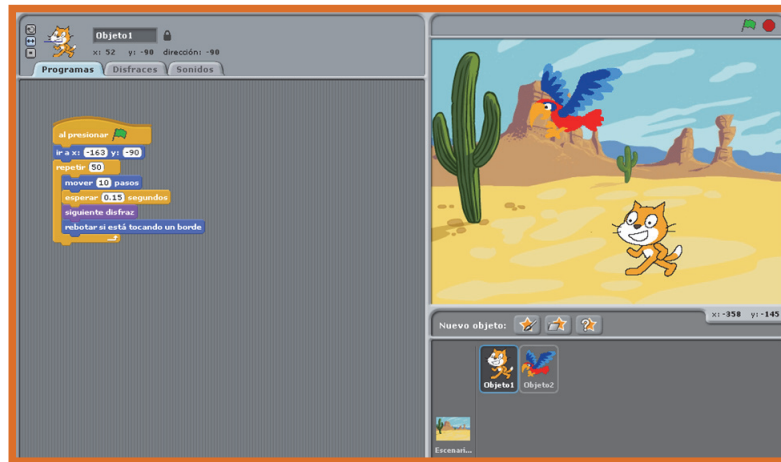 Objeto1
x: 52 y: -90 dirección: -90
Programas Disfraces Sonidos
al presionar
ir a x: -163 y: -90
repetir 50
mover 10 pasos
esperar 0.15 segundos
siguiente disfraz
rebotar si está tocando un borde
x: -358 y: -145
Nuevo objeto:
Objeto1 Objeto2
Escenari...